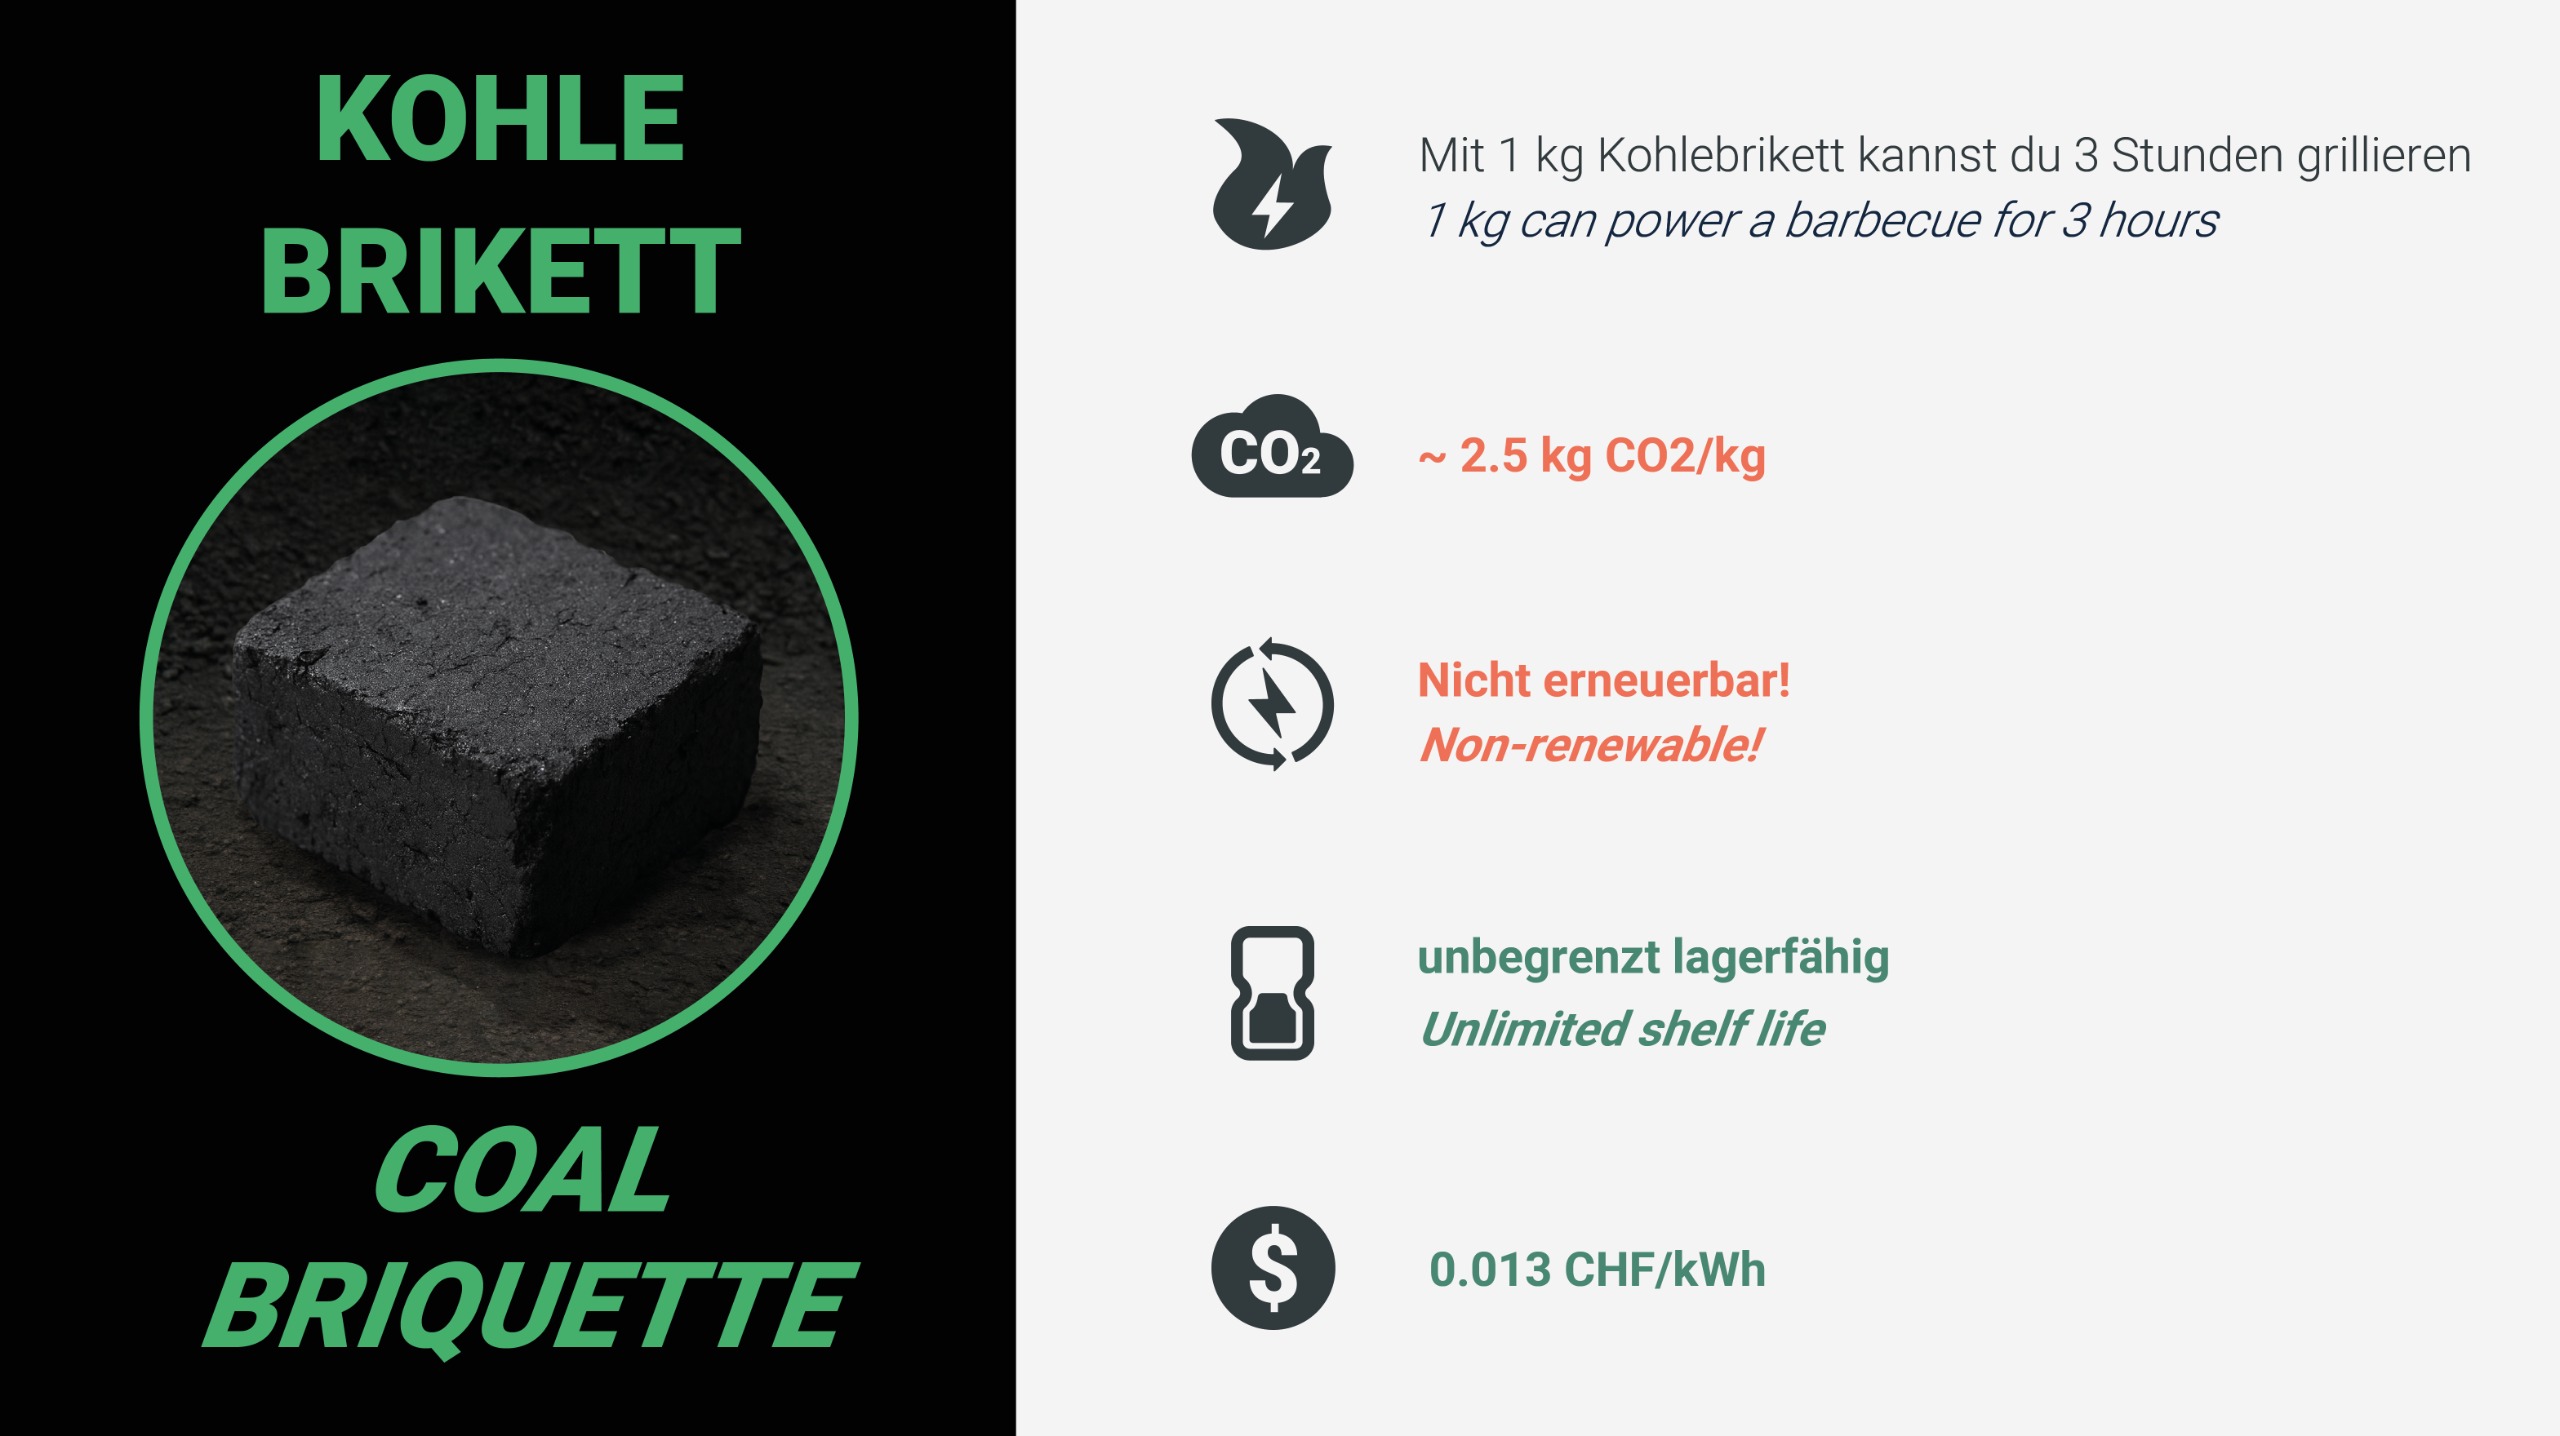 KOHLE
BRIKETT
COAL
BRIQUETTE
Mit 1 kg Kohlebrikett kannst du 3 Stunden grillieren
1 kg can power a barbecue for 3 hours
CO₂
~ 2.5 kg CO2/kg
Nicht erneuerbar!
Non-renewable!
unbegrenzt lagerfähig
Unlimited shelf life
$
0.013 CHF/kWh